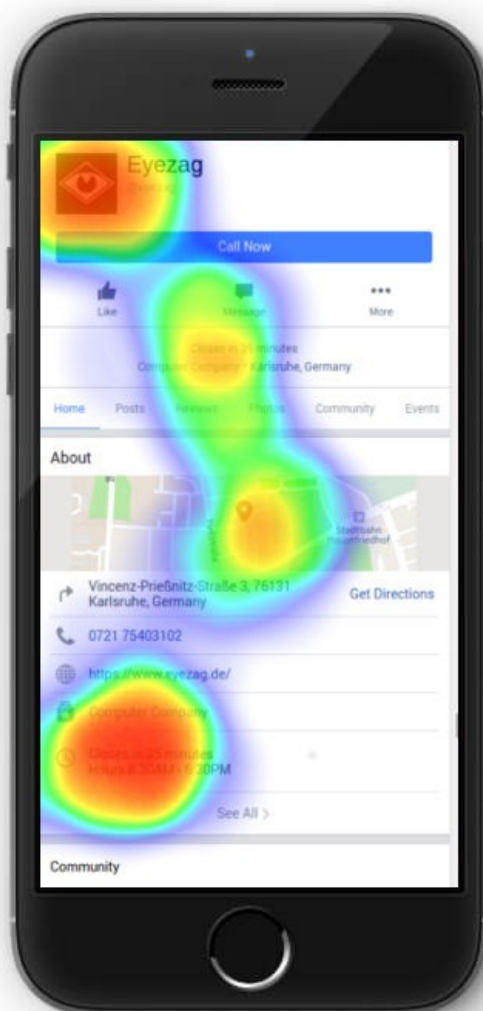 Eyezag
Call Now
Like
Message
More
Closes in 35 minutes
Computer Company • Karlsruhe, Germany
Home
Posts
Reviews
Photos
Community
Events
About
Stadtbahn
Hauptfriedhof
Vincenz-Prießnitz-Straße 3, 76131
Karlsruhe, Germany
Get Directions
0721 75403102
https://www.eyezag.de/
Computer Company
Closes in 35 minutes
Hours 8:30AM - 6:30PM
See All >
Community